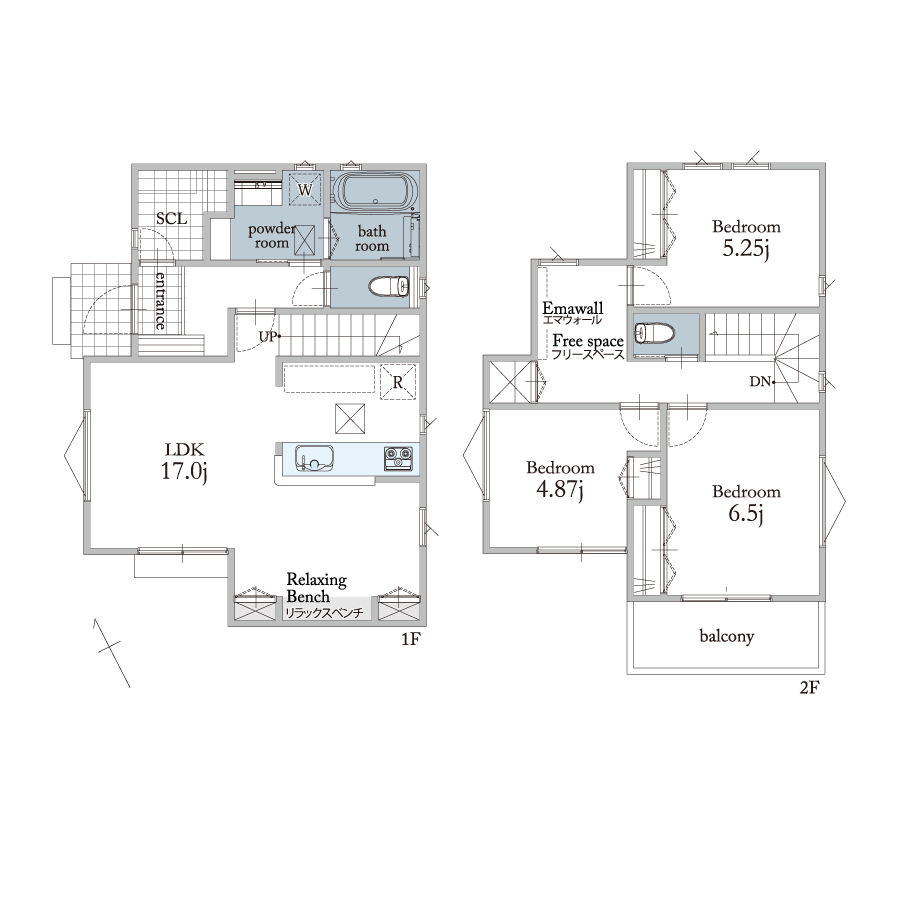 SCL
W
powder
room
bath
room
entrance
UP
R
LDK
17.0j
Relaxing
Bench
リラックスベンチ
1F
Bedroom
5.25j
Emawall
エマウォール
Free space
フリースペース
DN
Bedroom
4.87j
Bedroom
6.5j
balcony
2F